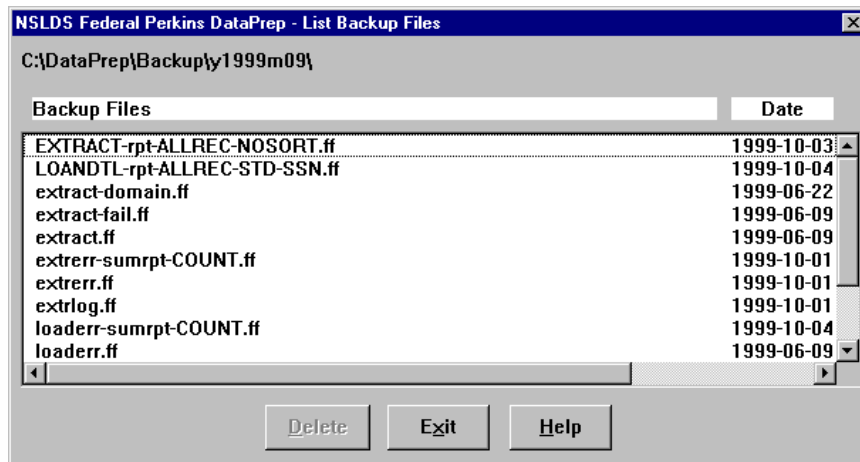 NSLDS Federal Perkins DataPrep - List Backup Files
C:\DataPrep\Backup\y1999m09\
Backup Files Date
EXTRACT-rpt-ALLREC-NOSORT.ff 1999-10-03
LOANDTL-rpt-ALLREC-STD-SSN.ff 1999-10-04
extract-domain.ff 1999-06-22
extract-fail.ff 1999-06-09
extract.ff 1999-06-09
extrerr-sumrpt-COUNT.ff 1999-10-01
extrerr.ff 1999-10-01
extrlog.ff 1999-10-01
loaderr-sumrpt-COUNT.ff 1999-10-04
loaderr.ff 1999-06-09
Delete Exit Help